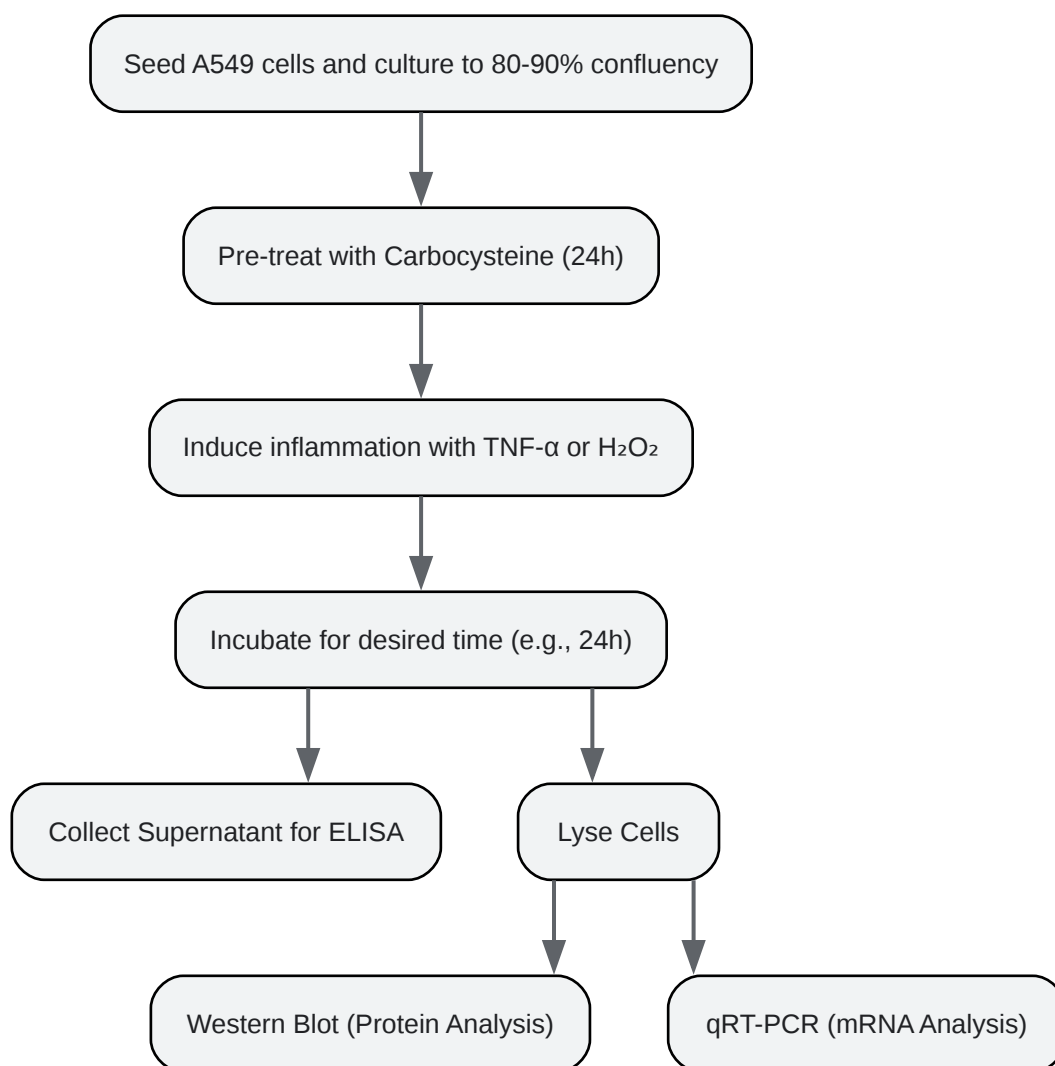 Seed A549 cells and culture to 80-90% confluency
Pre-treat with Carbocysteine (24h)
Induce inflammation with TNF-α or H₂O₂
Incubate for desired time (e.g., 24h)
Collect Supernatant for ELISA
Lyse Cells
Western Blot (Protein Analysis)
qRT-PCR (mRNA Analysis)